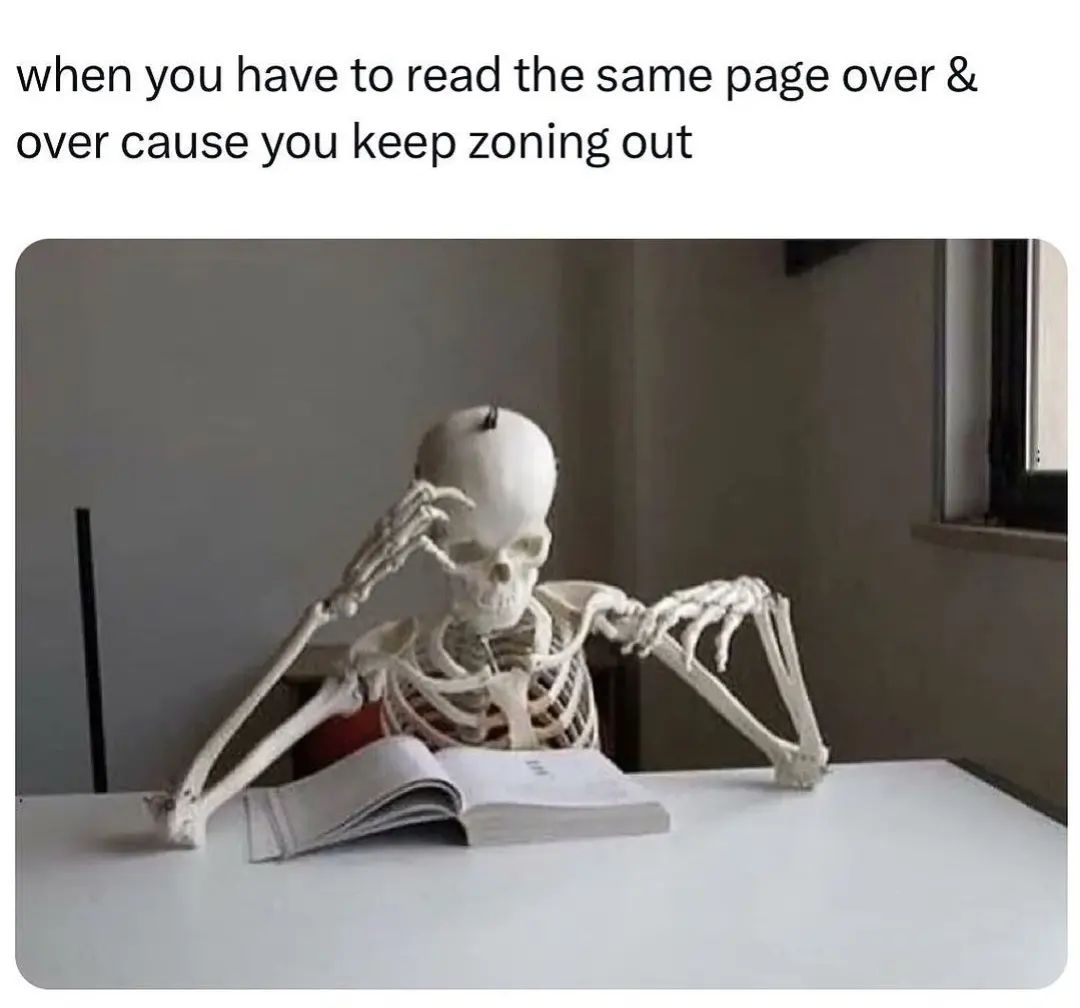 when you have to read the same page over &
over cause you keep zoning out